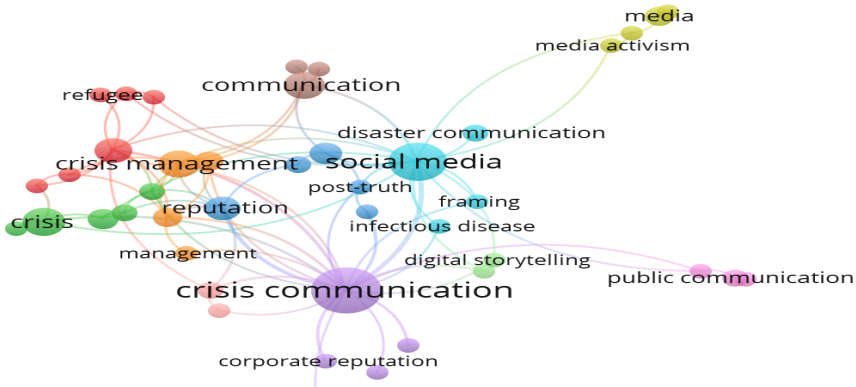 media
media activism
communication
refugee
disaster communication
crisis management
social media
post-truth
framing
reputation
crisis
infectious disease
management
digital storytelling
public communication
crisis communication
corporate reputation